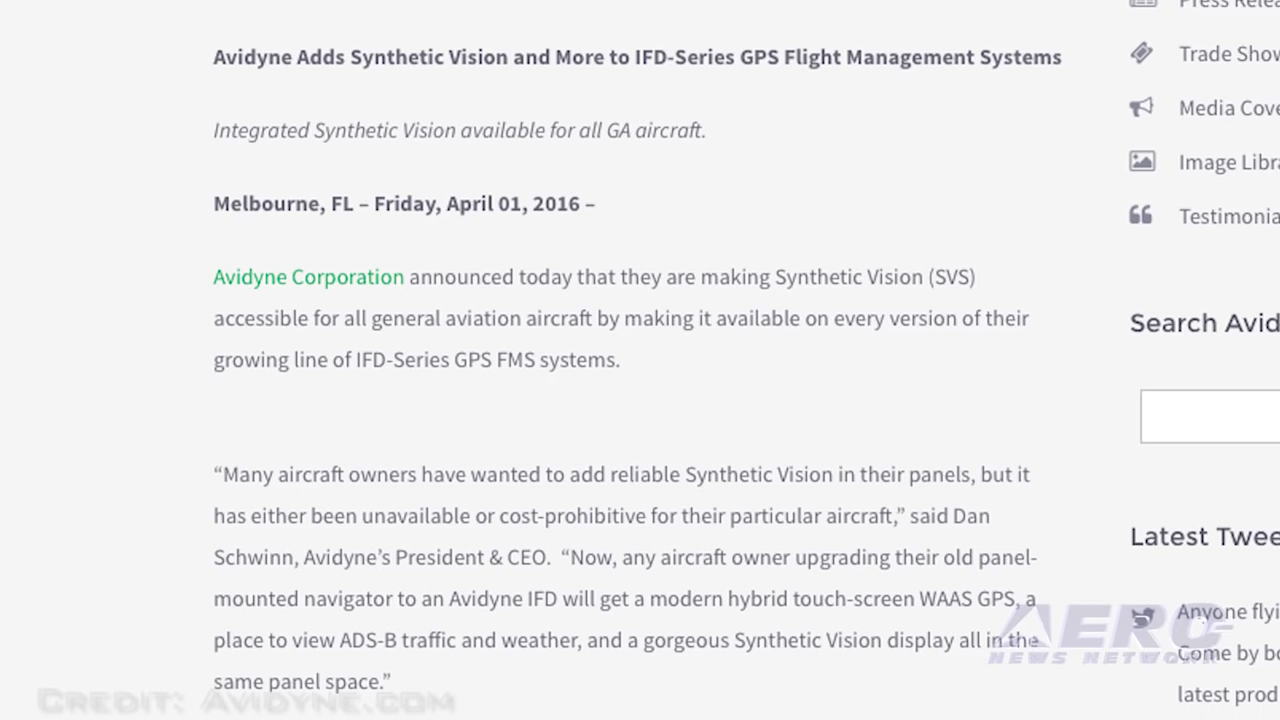 Press Relea
Avidyne Adds Synthetic Vision and More to IFD-Series GPS Flight Management Systems
Trade Show
Integrated Synthetic Vision available for all GA aircraft.
Media Cove
Image Libra
Melbourne, FL – Friday, April 01, 2016 –
Testimonia
Avidyne Corporation announced today that they are making Synthetic Vision (SVS)
accessible for all general aviation aircraft by making it available on every version of their
growing line of IFD-Series GPS FMS systems.
Search Avid
“Many aircraft owners have wanted to add reliable Synthetic Vision in their panels, but it
has either been unavailable or cost-prohibitive for their particular aircraft,” said Dan
Schwinn, Avidyne’s President & CEO.  “Now, any aircraft owner upgrading their old panel-
mounted navigator to an Avidyne IFD will get a modern hybrid touch-screen WAAS GPS, a
place to view ADS-B traffic and weather, and a gorgeous Synthetic Vision display all in the
same panel space.”
Latest Twee
Anyone flyi
Come by bo
latest prod
AERO
NEWS NETWORK
Credit: Avidyne.com